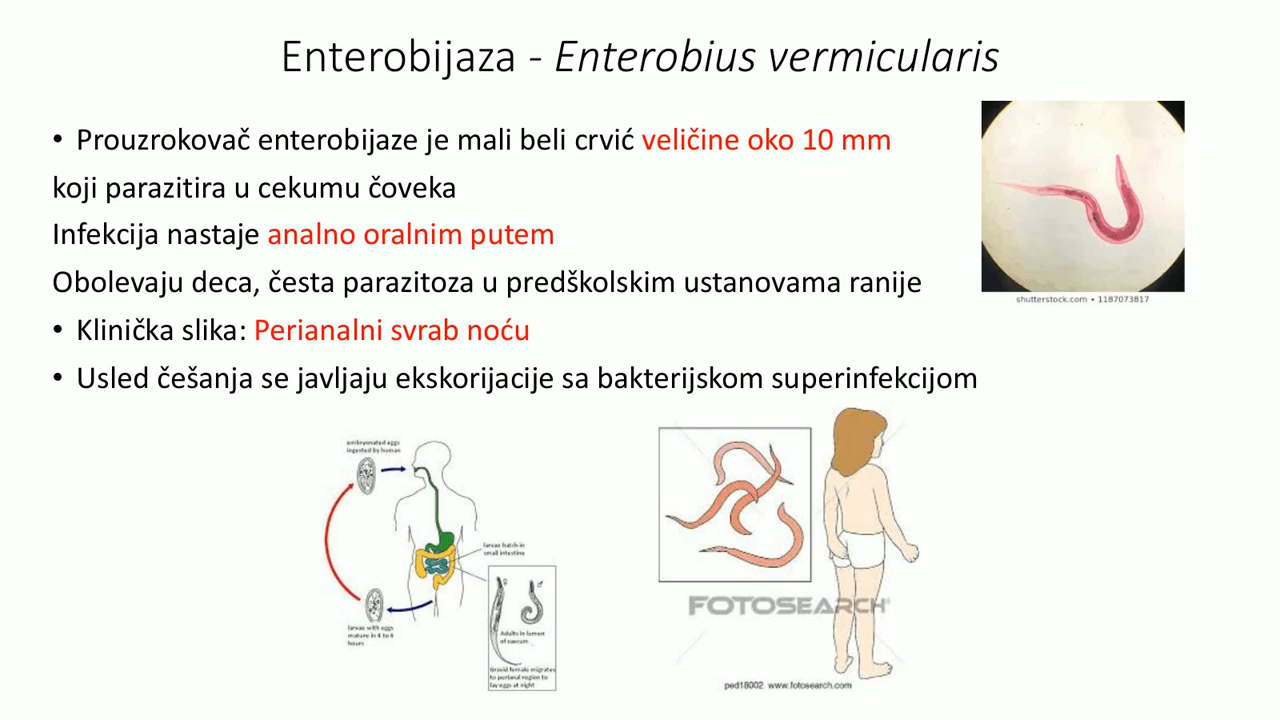 Enterobijaza - Enterobius vermicularis
• Prouzrokovač enterobijaze je mali beli crvić veličine oko 10 mm
koji parazitira u cekumu čoveka
Infekcija nastaje analno oralnim putem
Obolevaju deca, česta parazitoza u predškolskim ustanovama ranije
• Klinička slika: Perianalni svrab noću
• Usled češanja se javljaju ekskorijacije sa bakterijskom superinfekcijom
shutterstock.com • 1187073817
embryonated eggs
ingested by human
larvae hatch in
small intestine
larvae with eggs
mature in 4 to 6
hours
♀ ♂
Adults in lumen
of caecum
Gravid female migrates
to perianal region to
lay eggs at night
FOTOSEARCH®
ped18002 www.fotosearch.com